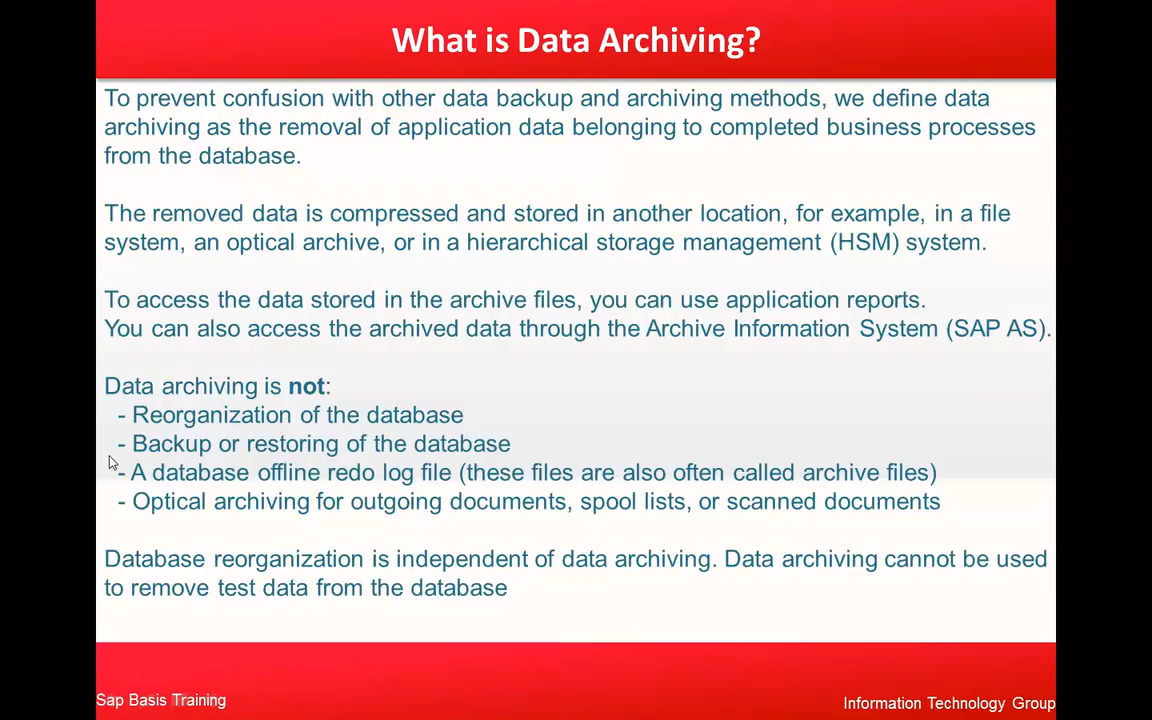 What is Data Archiving?
To prevent confusion with other data backup and archiving methods, we define data
archiving as the removal of application data belonging to completed business processes
from the database.
The removed data is compressed and stored in another location, for example, in a file
system, an optical archive, or in a hierarchical storage management (HSM) system.
To access the data stored in the archive files, you can use application reports.
You can also access the archived data through the Archive Information System (SAP AS).
Data archiving is not:
- Reorganization of the database
- Backup or restoring of the database
- A database offline redo log file (these files are also often called archive files)
- Optical archiving for outgoing documents, spool lists, or scanned documents
Database reorganization is independent of data archiving. Data archiving cannot be used
to remove test data from the database
Sap Basis Training
Information Technology Group